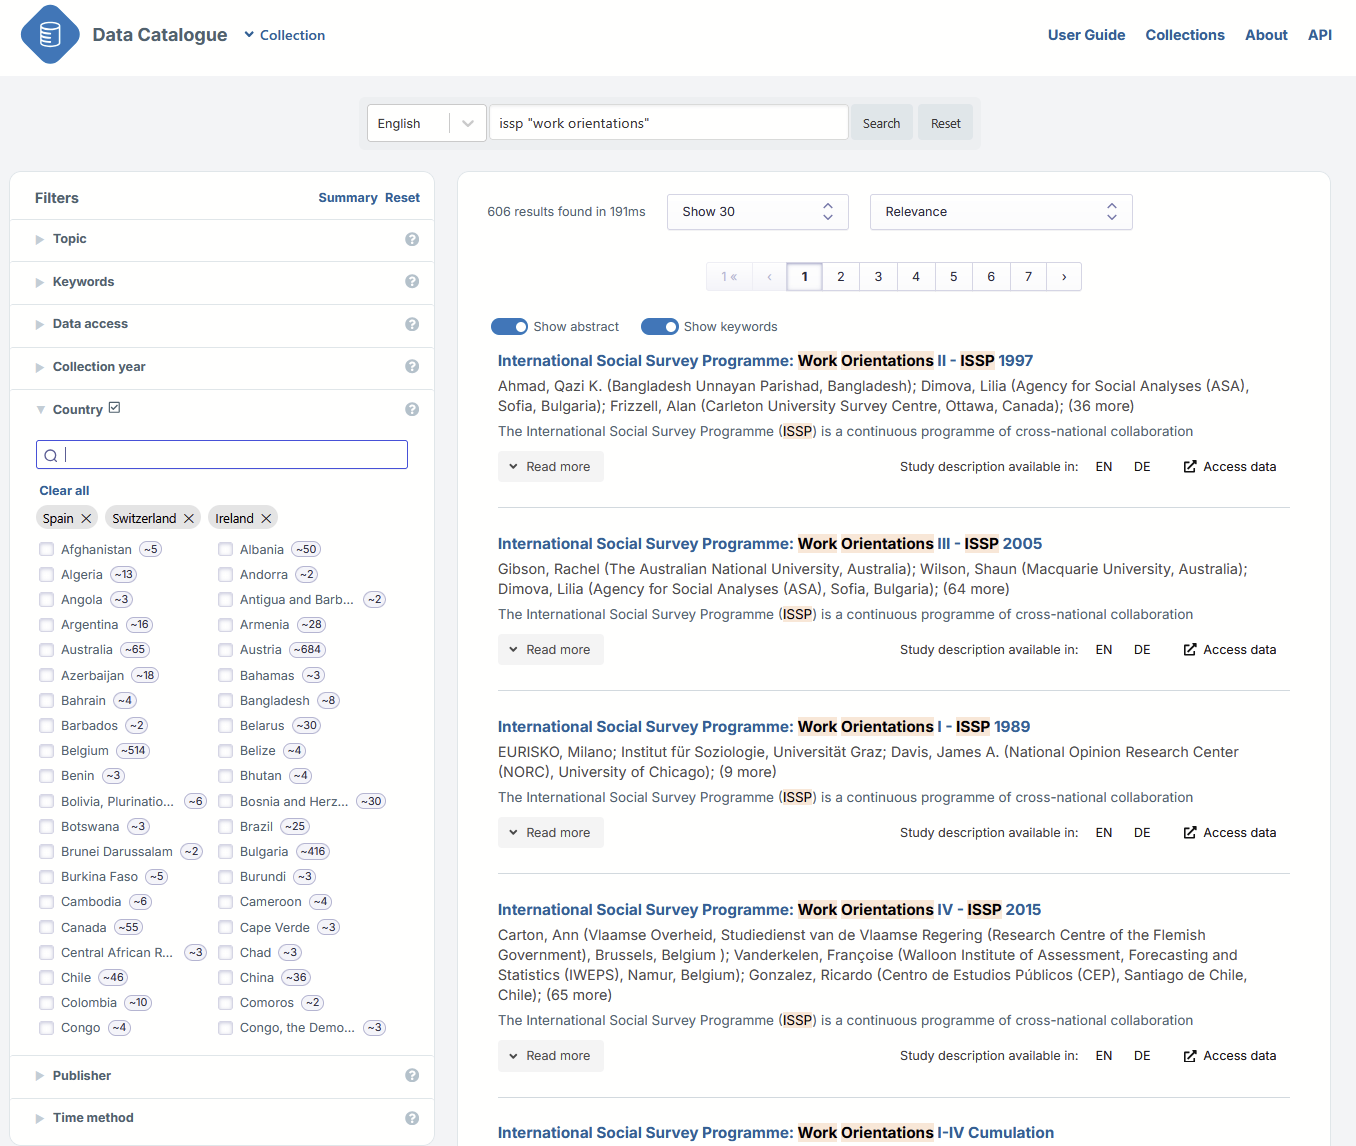 Data Catalogue
Collection
User Guide
Collections
About
API
English
issp "work orientations"
Search
Reset
Filters
Summary
Reset
Topic
Keywords
Data access
Collection year
Country
Clear all
Spain
Switzerland
Ireland
Afghanistan ~5
Albania ~50
Algeria ~13
Andorra ~2
Angola ~3
Antigua and Barb... ~2
Argentina ~16
Armenia ~28
Australia ~65
Austria ~684
Azerbaijan ~18
Bahamas ~3
Bahrain ~4
Bangladesh ~8
Barbados ~2
Belarus ~30
Belgium ~514
Belize ~4
Benin ~3
Bhutan ~4
Bolivia, Plurinatio... ~6
Bosnia and Herz... ~30
Botswana ~3
Brazil ~25
Brunei Darussalam ~2
Bulgaria ~416
Burkina Faso ~5
Burundi ~3
Cambodia ~6
Cameroon ~4
Canada ~55
Cape Verde ~3
Central African R... ~3
Chad ~3
Chile ~46
China ~36
Colombia ~10
Comoros ~2
Congo ~4
Congo, the Demo... ~3
Publisher
Time method
606 results found in 191ms
Show 30
Relevance
1 « ‹ 1 2 3 4 5 6 7 ›
Show abstract
Show keywords
International Social Survey Programme: Work Orientations II - ISSP 1997
Ahmad, Qazi K. (Bangladesh Unnayan Parishad, Bangladesh); Dimova, Lilia (Agency for Social Analyses (ASA),
Sofia, Bulgaria); Frizzell, Alan (Carleton University Survey Centre, Ottawa, Canada); (36 more)
The International Social Survey Programme (ISSP) is a continuous programme of cross-national collaboration
Read more
Study description available in: EN DE
Access data
International Social Survey Programme: Work Orientations III - ISSP 2005
Gibson, Rachel (The Australian National University, Australia); Wilson, Shaun (Macquarie University, Australia);
Dimova, Lilia (Agency for Social Analyses (ASA), Sofia, Bulgaria); (64 more)
The International Social Survey Programme (ISSP) is a continuous programme of cross-national collaboration
Read more
Study description available in: EN DE
Access data
International Social Survey Programme: Work Orientations I - ISSP 1989
EURISKO, Milano; Institut für Soziologie, Universität Graz; Davis, James A. (National Opinion Research Center
(NORC), University of Chicago); (9 more)
The International Social Survey Programme (ISSP) is a continuous programme of cross-national collaboration
Read more
Study description available in: EN DE
Access data
International Social Survey Programme: Work Orientations IV - ISSP 2015
Carton, Ann (Vlaamse Overheid, Studiedienst van de Vlaamse Regering (Research Centre of the Flemish
Government), Brussels, Belgium ); Vanderkelen, Françoise (Walloon Institute of Assessment, Forecasting and
Statistics (IWEPS), Namur, Belgium); Gonzalez, Ricardo (Centro de Estudios Públicos (CEP), Santiago de Chile,
Chile); (65 more)
The International Social Survey Programme (ISSP) is a continuous programme of cross-national collaboration
Read more
Study description available in: EN DE
Access data
International Social Survey Programme: Work Orientations I-IV Cumulation